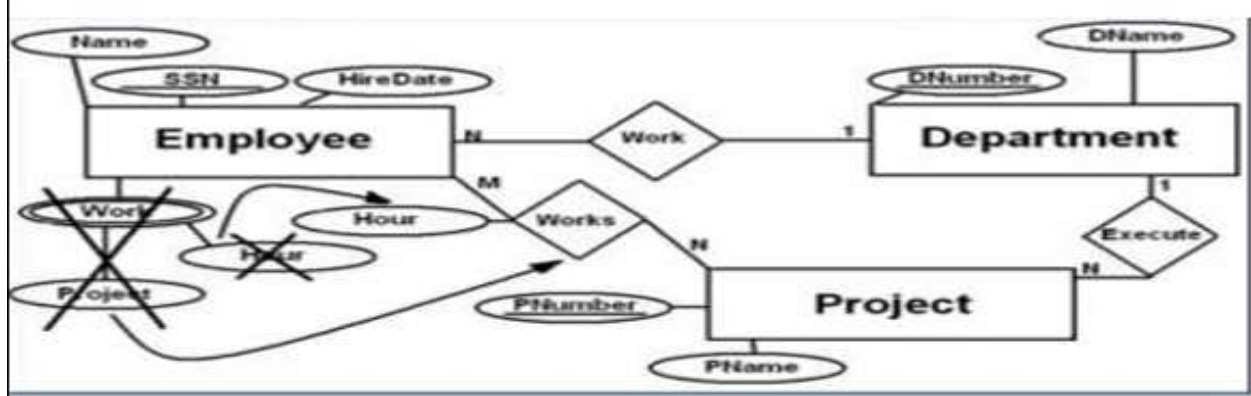 Name
DName
SSN
HireDate
DNumber
Employee
N
Work
1
Department
M
1
Work
Hour
Works
Hour
N
Execute
N
Project
PNumber
Project
PName